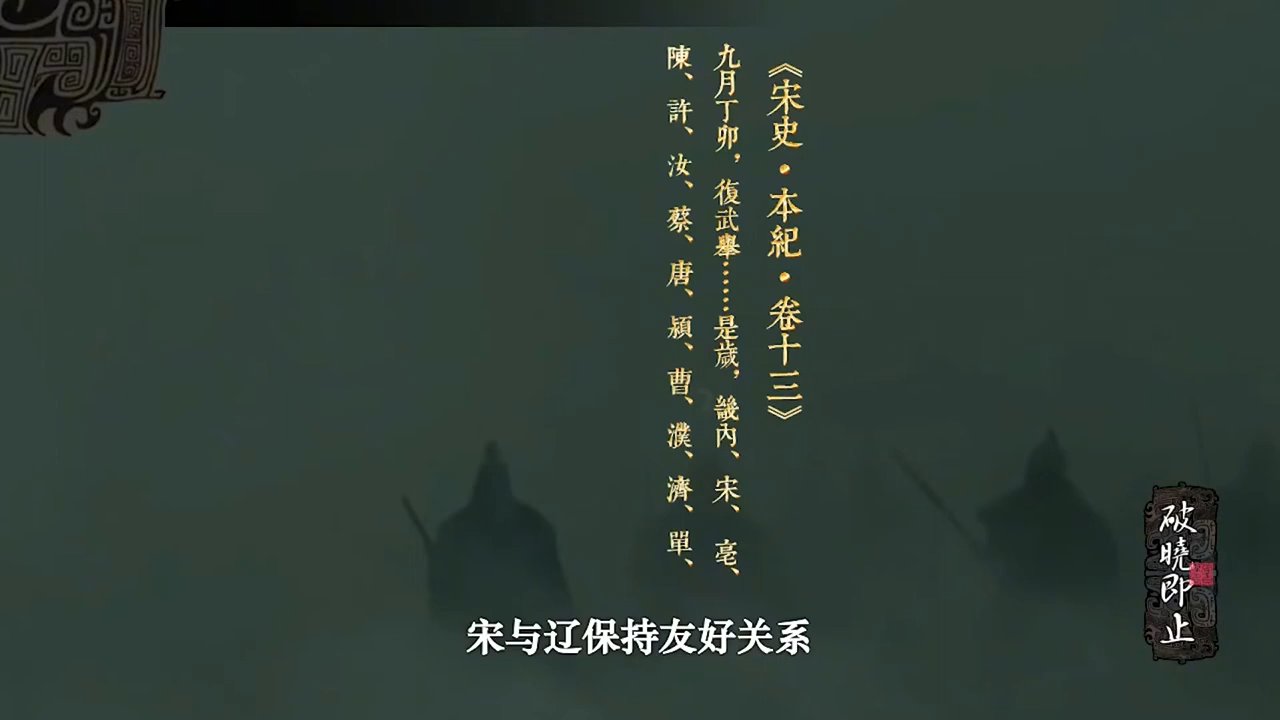 《宋史·本紀·卷十三》
九月丁卯，復武舉……是歲，畿內、宋、亳、
陳、許、汝、蔡、唐、潁、曹、濮、濟、單、
宋与辽保持友好关系
破曉即止